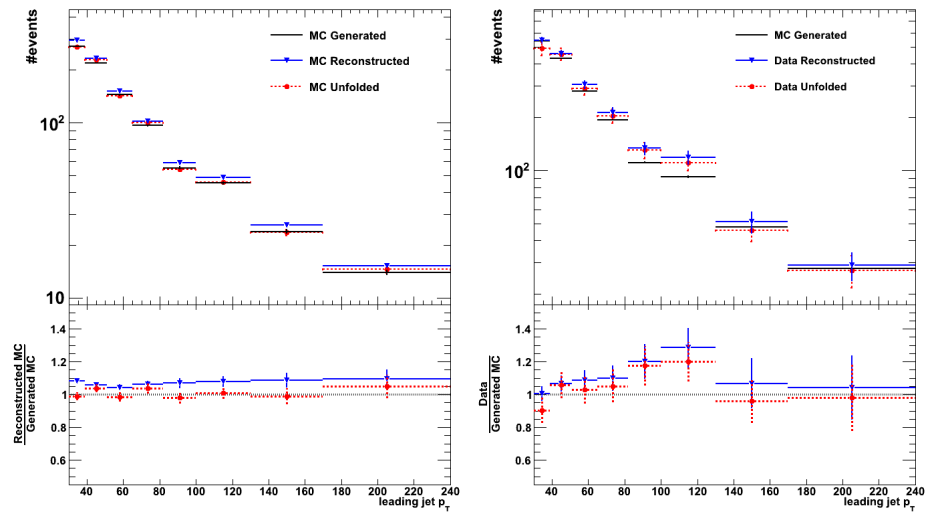 #events
10²
10
MC Generated
MC Reconstructed
MC Unfolded
Reconstructed MC
Generated MC
1.4
1.2
1
0.8
0.6
40 60 80 100 120 140 160 180 200 220 240
leading jet p_T
#events
10²
MC Generated
Data Reconstructed
Data Unfolded
Data
Generated MC
1.4
1.2
1
0.8
0.6
40 60 80 100 120 140 160 180 200 220 240
leading jet p_T